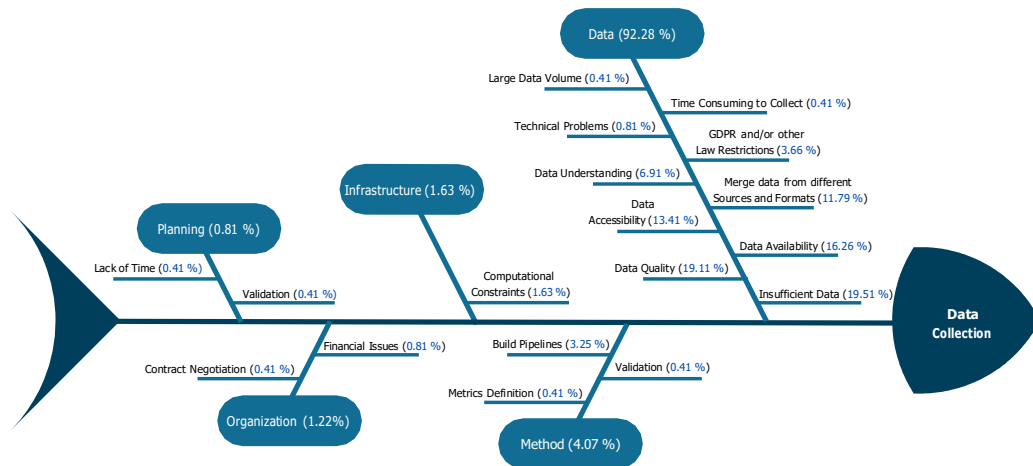 Data (92.28 %)
Large Data Volume (0.41 %)
Time Consuming to Collect (0.41 %)
Technical Problems (0.81 %)
GDPR and/or other
Law Restrictions (3.66 %)
Data Understanding (6.91 %)
Merge data from different
Sources and Formats (11.79 %)
Data
Accessibility (13.41 %)
Data Availability (16.26 %)
Data Quality (19.11 %)
Insufficient Data (19.51 %)
Infrastructure (1.63 %)
Computational
Constraints (1.63 %)
Planning (0.81 %)
Lack of Time (0.41 %)
Validation (0.41 %)
Data
Collection
Financial Issues (0.81 %)
Contract Negotiation (0.41 %)
Organization (1.22%)
Build Pipelines (3.25 %)
Validation (0.41 %)
Metrics Definition (0.41 %)
Method (4.07 %)